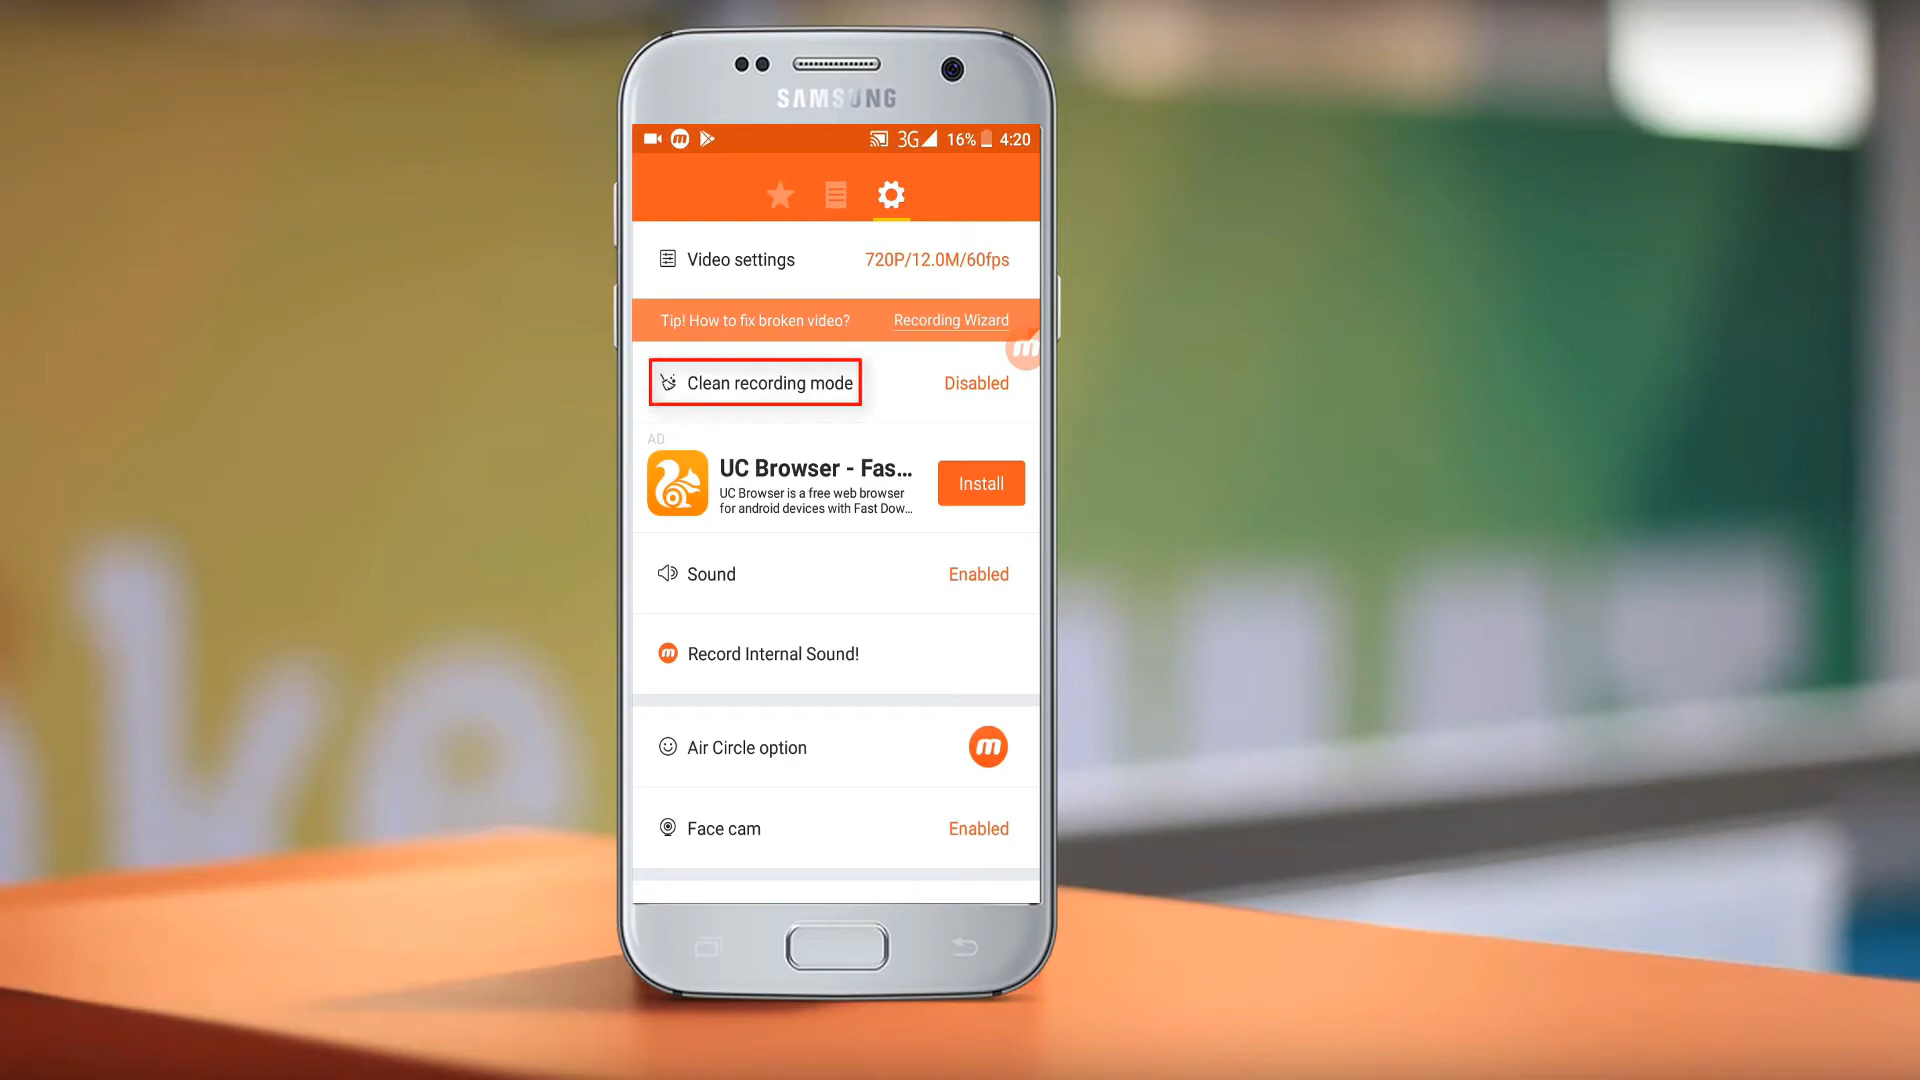 SAMSUNG
3G 16% 4:20
Video settings 720P/12.0M/60fps
Tip! How to fix broken video? Recording Wizard
Clean recording mode Disabled
AD
UC Browser - Fas...
UC Browser is a free web browser
for android devices with Fast Dow...
Install
Sound Enabled
Record Internal Sound!
Air Circle option
Face cam Enabled